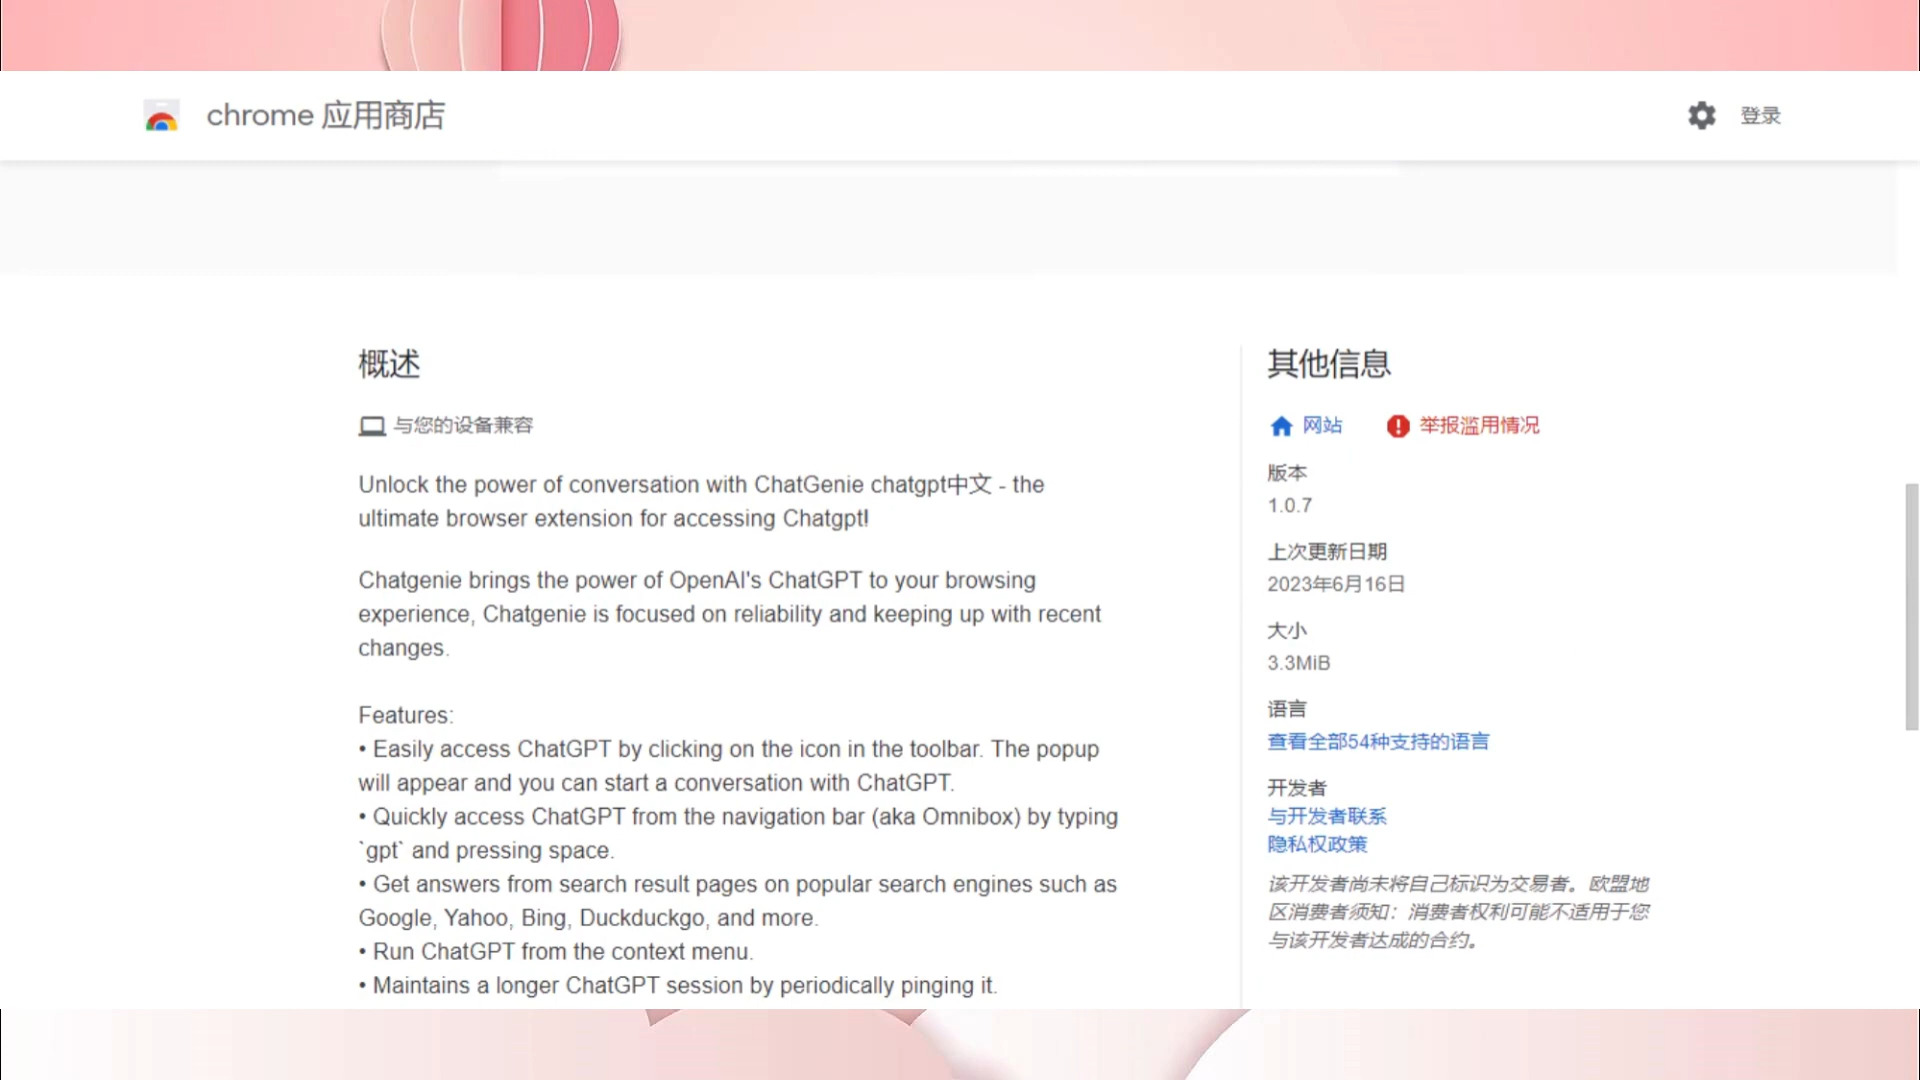 chrome 应用商店
登录
概述
与您的设备兼容
Unlock the power of conversation with ChatGenie chatgpt中文 - the
ultimate browser extension for accessing Chatgpt!
Chatgenie brings the power of OpenAI's ChatGPT to your browsing
experience, Chatgenie is focused on reliability and keeping up with recent
changes.
Features:
• Easily access ChatGPT by clicking on the icon in the toolbar. The popup
will appear and you can start a conversation with ChatGPT.
• Quickly access ChatGPT from the navigation bar (aka Omnibox) by typing
`gpt` and pressing space.
• Get answers from search result pages on popular search engines such as
Google, Yahoo, Bing, Duckduckgo, and more.
• Run ChatGPT from the context menu.
• Maintains a longer ChatGPT session by periodically pinging it.
其他信息
网站
举报滥用情况
版本
1.0.7
上次更新日期
2023年6月16日
大小
3.3MiB
语言
查看全部54种支持的语言
开发者
与开发者联系
隐私权政策
该开发者尚未将自己标识为交易者。欧盟地
区消费者须知：消费者权利可能不适用于您
与该开发者达成的合约。